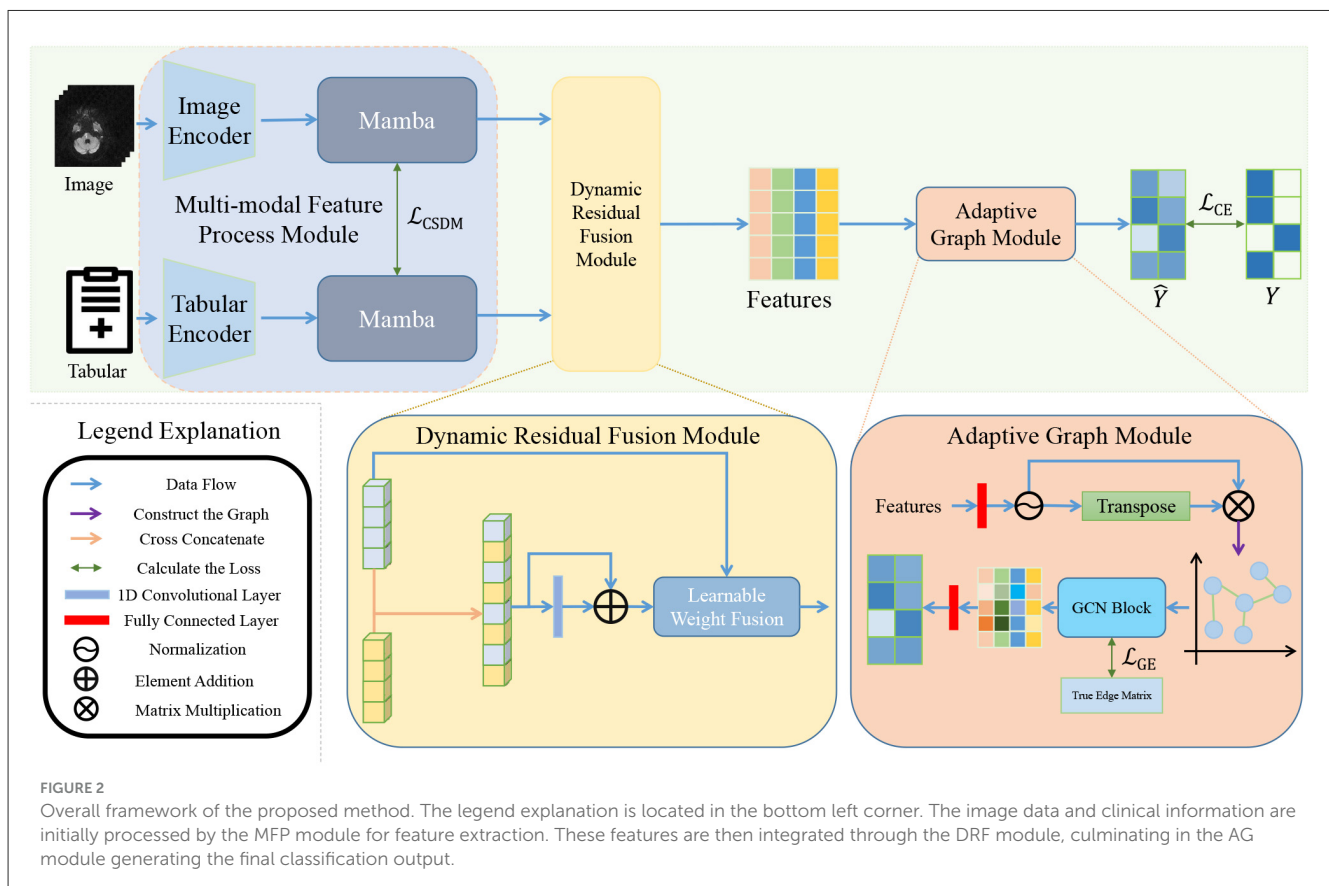 Image
Encoder
Mamba
Image
Multi-modal Feature
Process Module
ℒCSDM
Tabular
Encoder
Mamba
Tabular
Dynamic
Residual
Fusion
Module
Features
Adaptive
Graph Module
ℒCE
Ŷ
Y
Legend Explanation
Data Flow
Construct the Graph
Cross Concatenate
Calculate the Loss
1D Convolutional Layer
Fully Connected Layer
Normalization
Element Addition
Matrix Multiplication
Dynamic Residual Fusion Module
Learnable
Weight Fusion
Adaptive Graph Module
Features
Transpose
GCN Block
ℒGE
True Edge Matrix
FIGURE 2
Overall framework of the proposed method. The legend explanation is located in the bottom left corner. The image data and clinical information are
initially processed by the MFP module for feature extraction. These features are then integrated through the DRF module, culminating in the AG
module generating the final classification output.